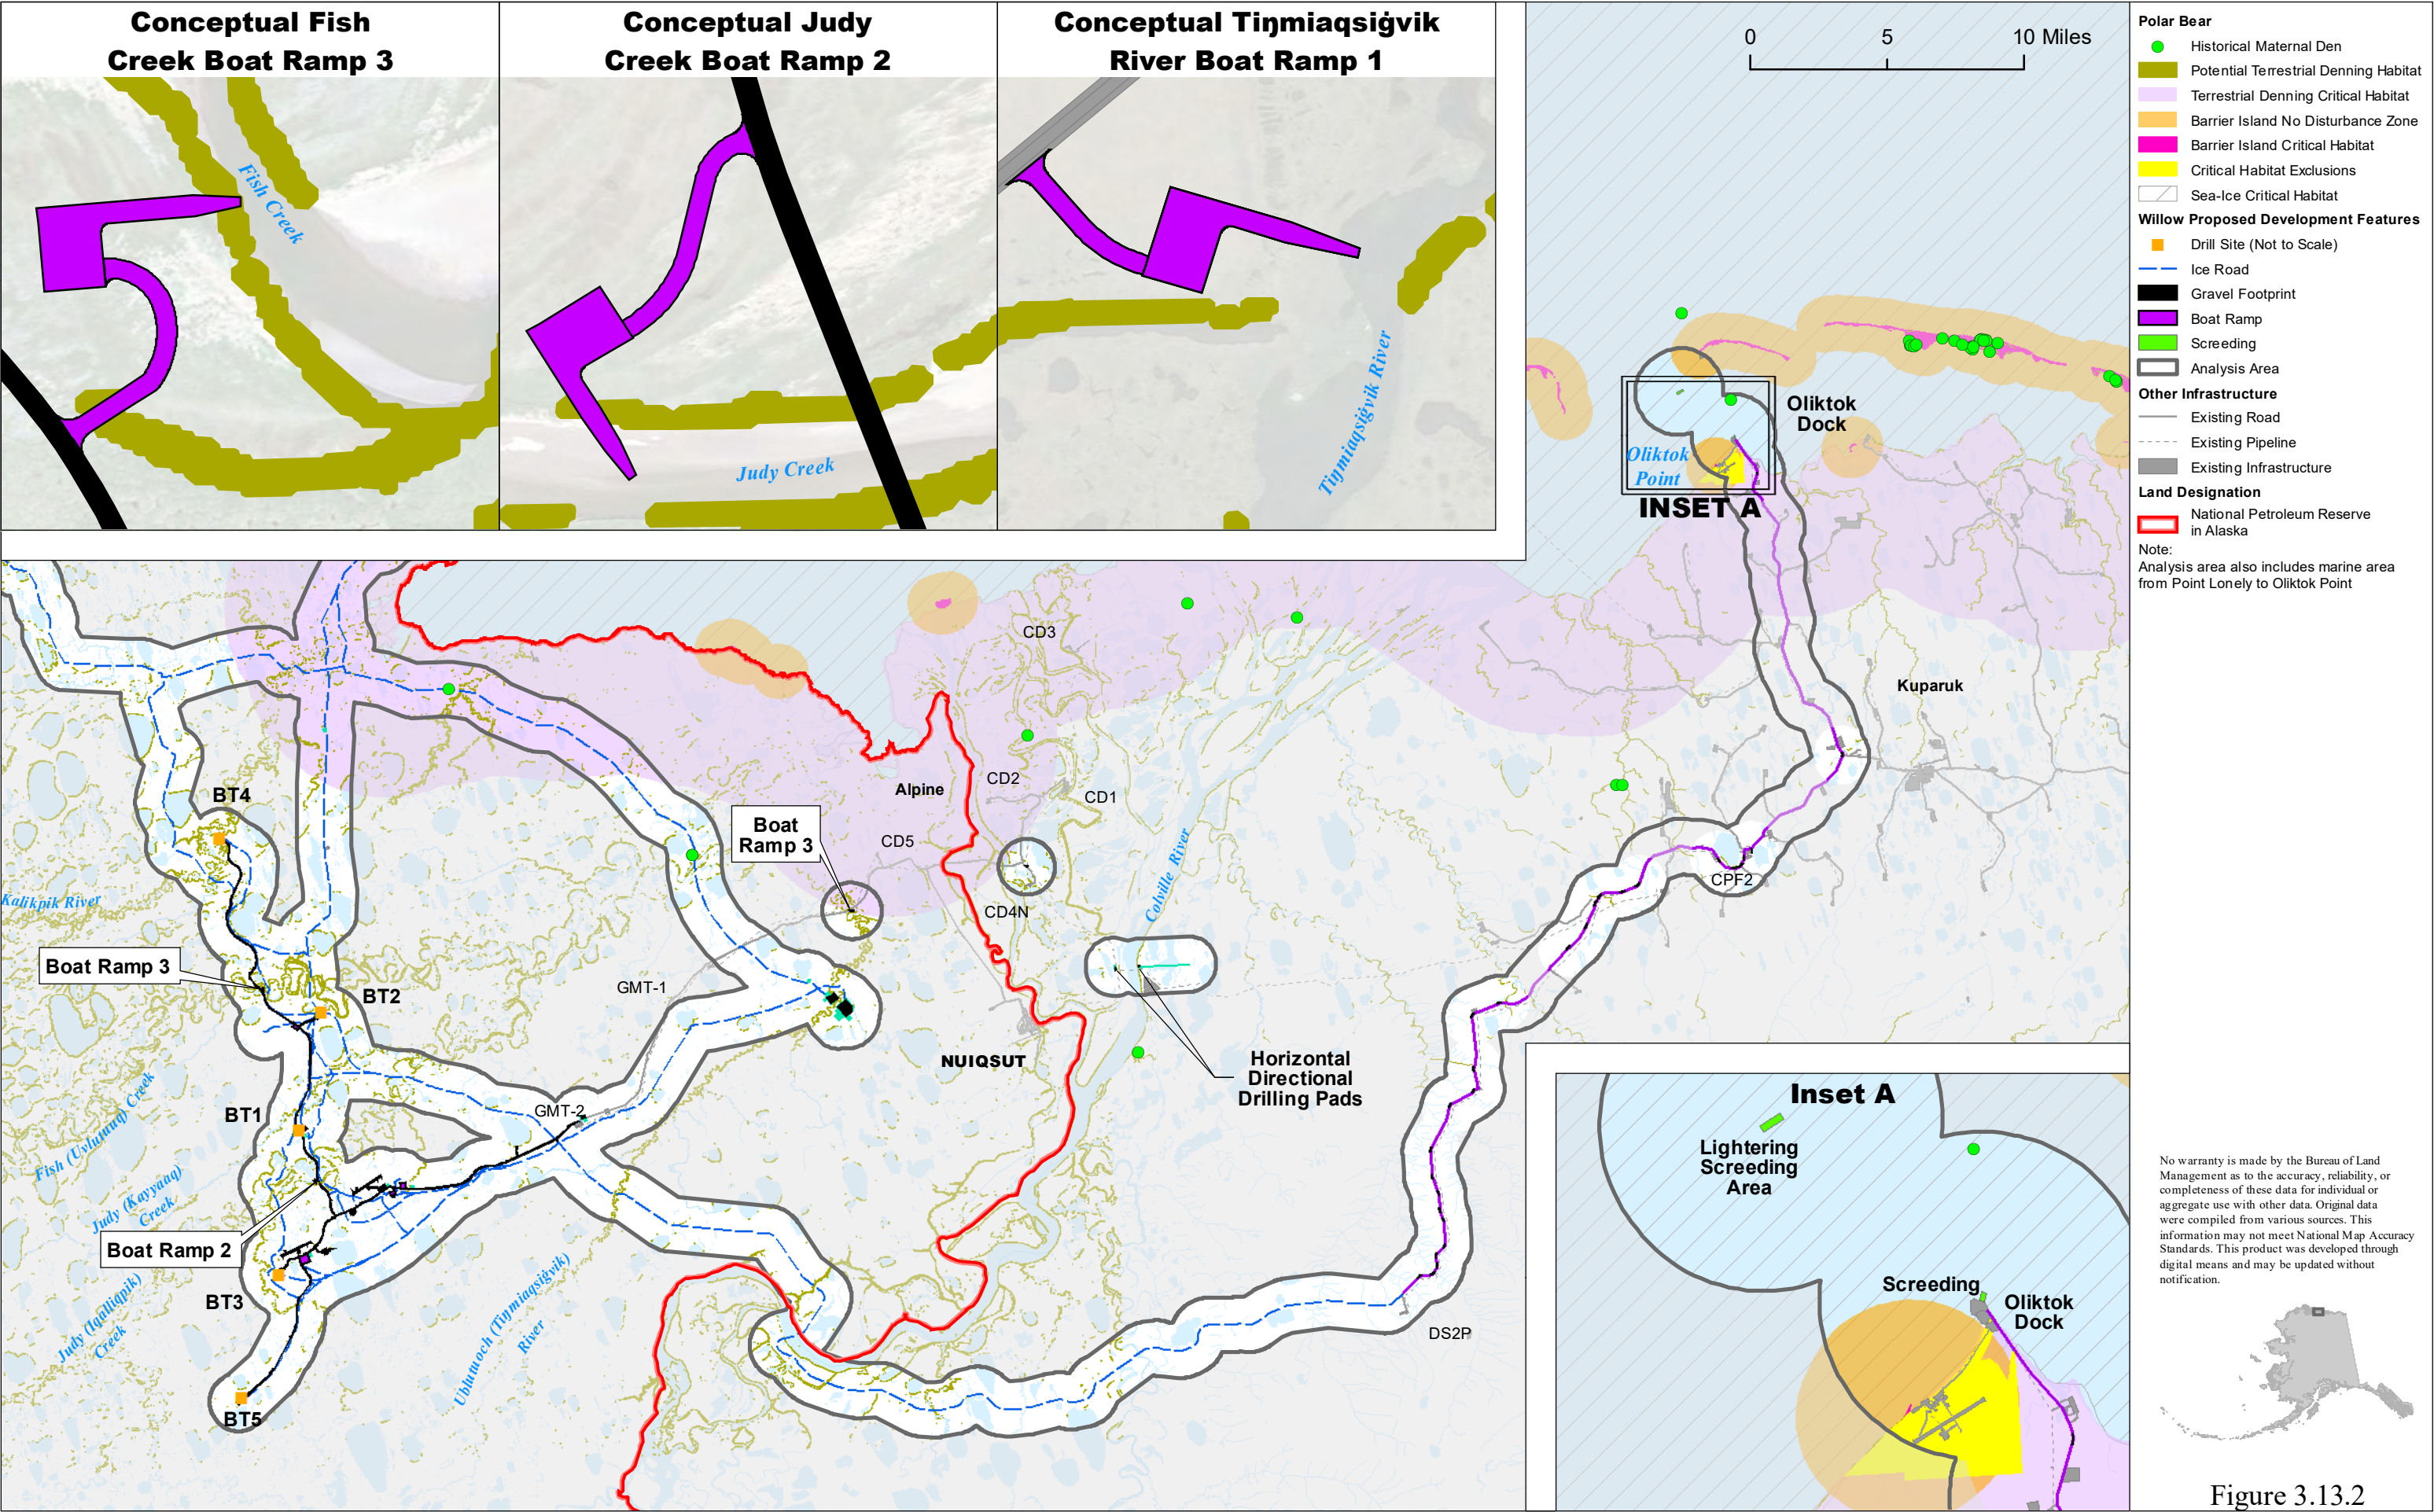 Conceptual Fish
Creek Boat Ramp 3
Fish Creek
Conceptual Judy
Creek Boat Ramp 2
Judy Creek
Conceptual Tiŋmiaqsiġvik
River Boat Ramp 1
Tiŋmiaqsiġvik River
0 5 10 Miles
Oliktok
Dock
Oliktok
Point
INSET A
Kuparuk
CD3
CD2
CD1
Alpine
CD5
CD4N
Colville River
Boat
Ramp 3
BT4
Kalikpik River
Boat Ramp 3
BT2
GMT-1
NUIQSUT
Horizontal
Directional
Drilling Pads
CPF2
BT1
GMT-2
Fish (Uvlutuuq) Creek
Judy (Kayyaaq)
Creek
Boat Ramp 2
BT3
Judy (Iqalliqpik)
Creek
Ublutuoch (Tiŋmiaqsiġvik)
River
BT5
DS2P
Inset A
Lightering
Screeding
Area
Screeding
Oliktok
Dock
Polar Bear
Historical Maternal Den
Potential Terrestrial Denning Habitat
Terrestrial Denning Critical Habitat
Barrier Island No Disturbance Zone
Barrier Island Critical Habitat
Critical Habitat Exclusions
Sea-Ice Critical Habitat
Willow Proposed Development Features
Drill Site (Not to Scale)
Ice Road
Gravel Footprint
Boat Ramp
Screeding
Analysis Area
Other Infrastructure
Existing Road
Existing Pipeline
Existing Infrastructure
Land Designation
National Petroleum Reserve
in Alaska
Note:
Analysis area also includes marine area
from Point Lonely to Oliktok Point
No warranty is made by the Bureau of Land
Management as to the accuracy, reliability, or
completeness of these data for individual or
aggregate use with other data. Original data
were compiled from various sources. This
information may not meet National Map Accuracy
Standards. This product was developed through
digital means and may be updated without
notification.
Figure 3.13.2